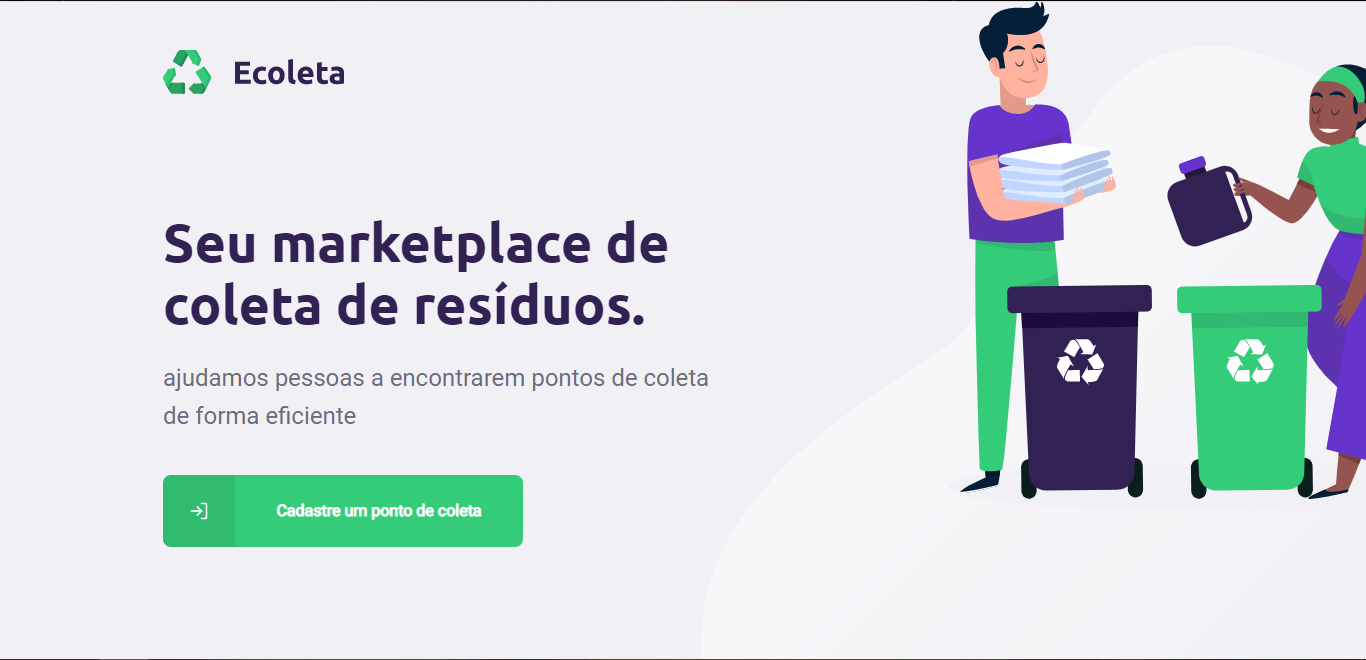 Ecoleta
Seu marketplace de
coleta de resíduos.
ajudamos pessoas a encontrarem pontos de coleta
de forma eficiente
Cadastre um ponto de coleta